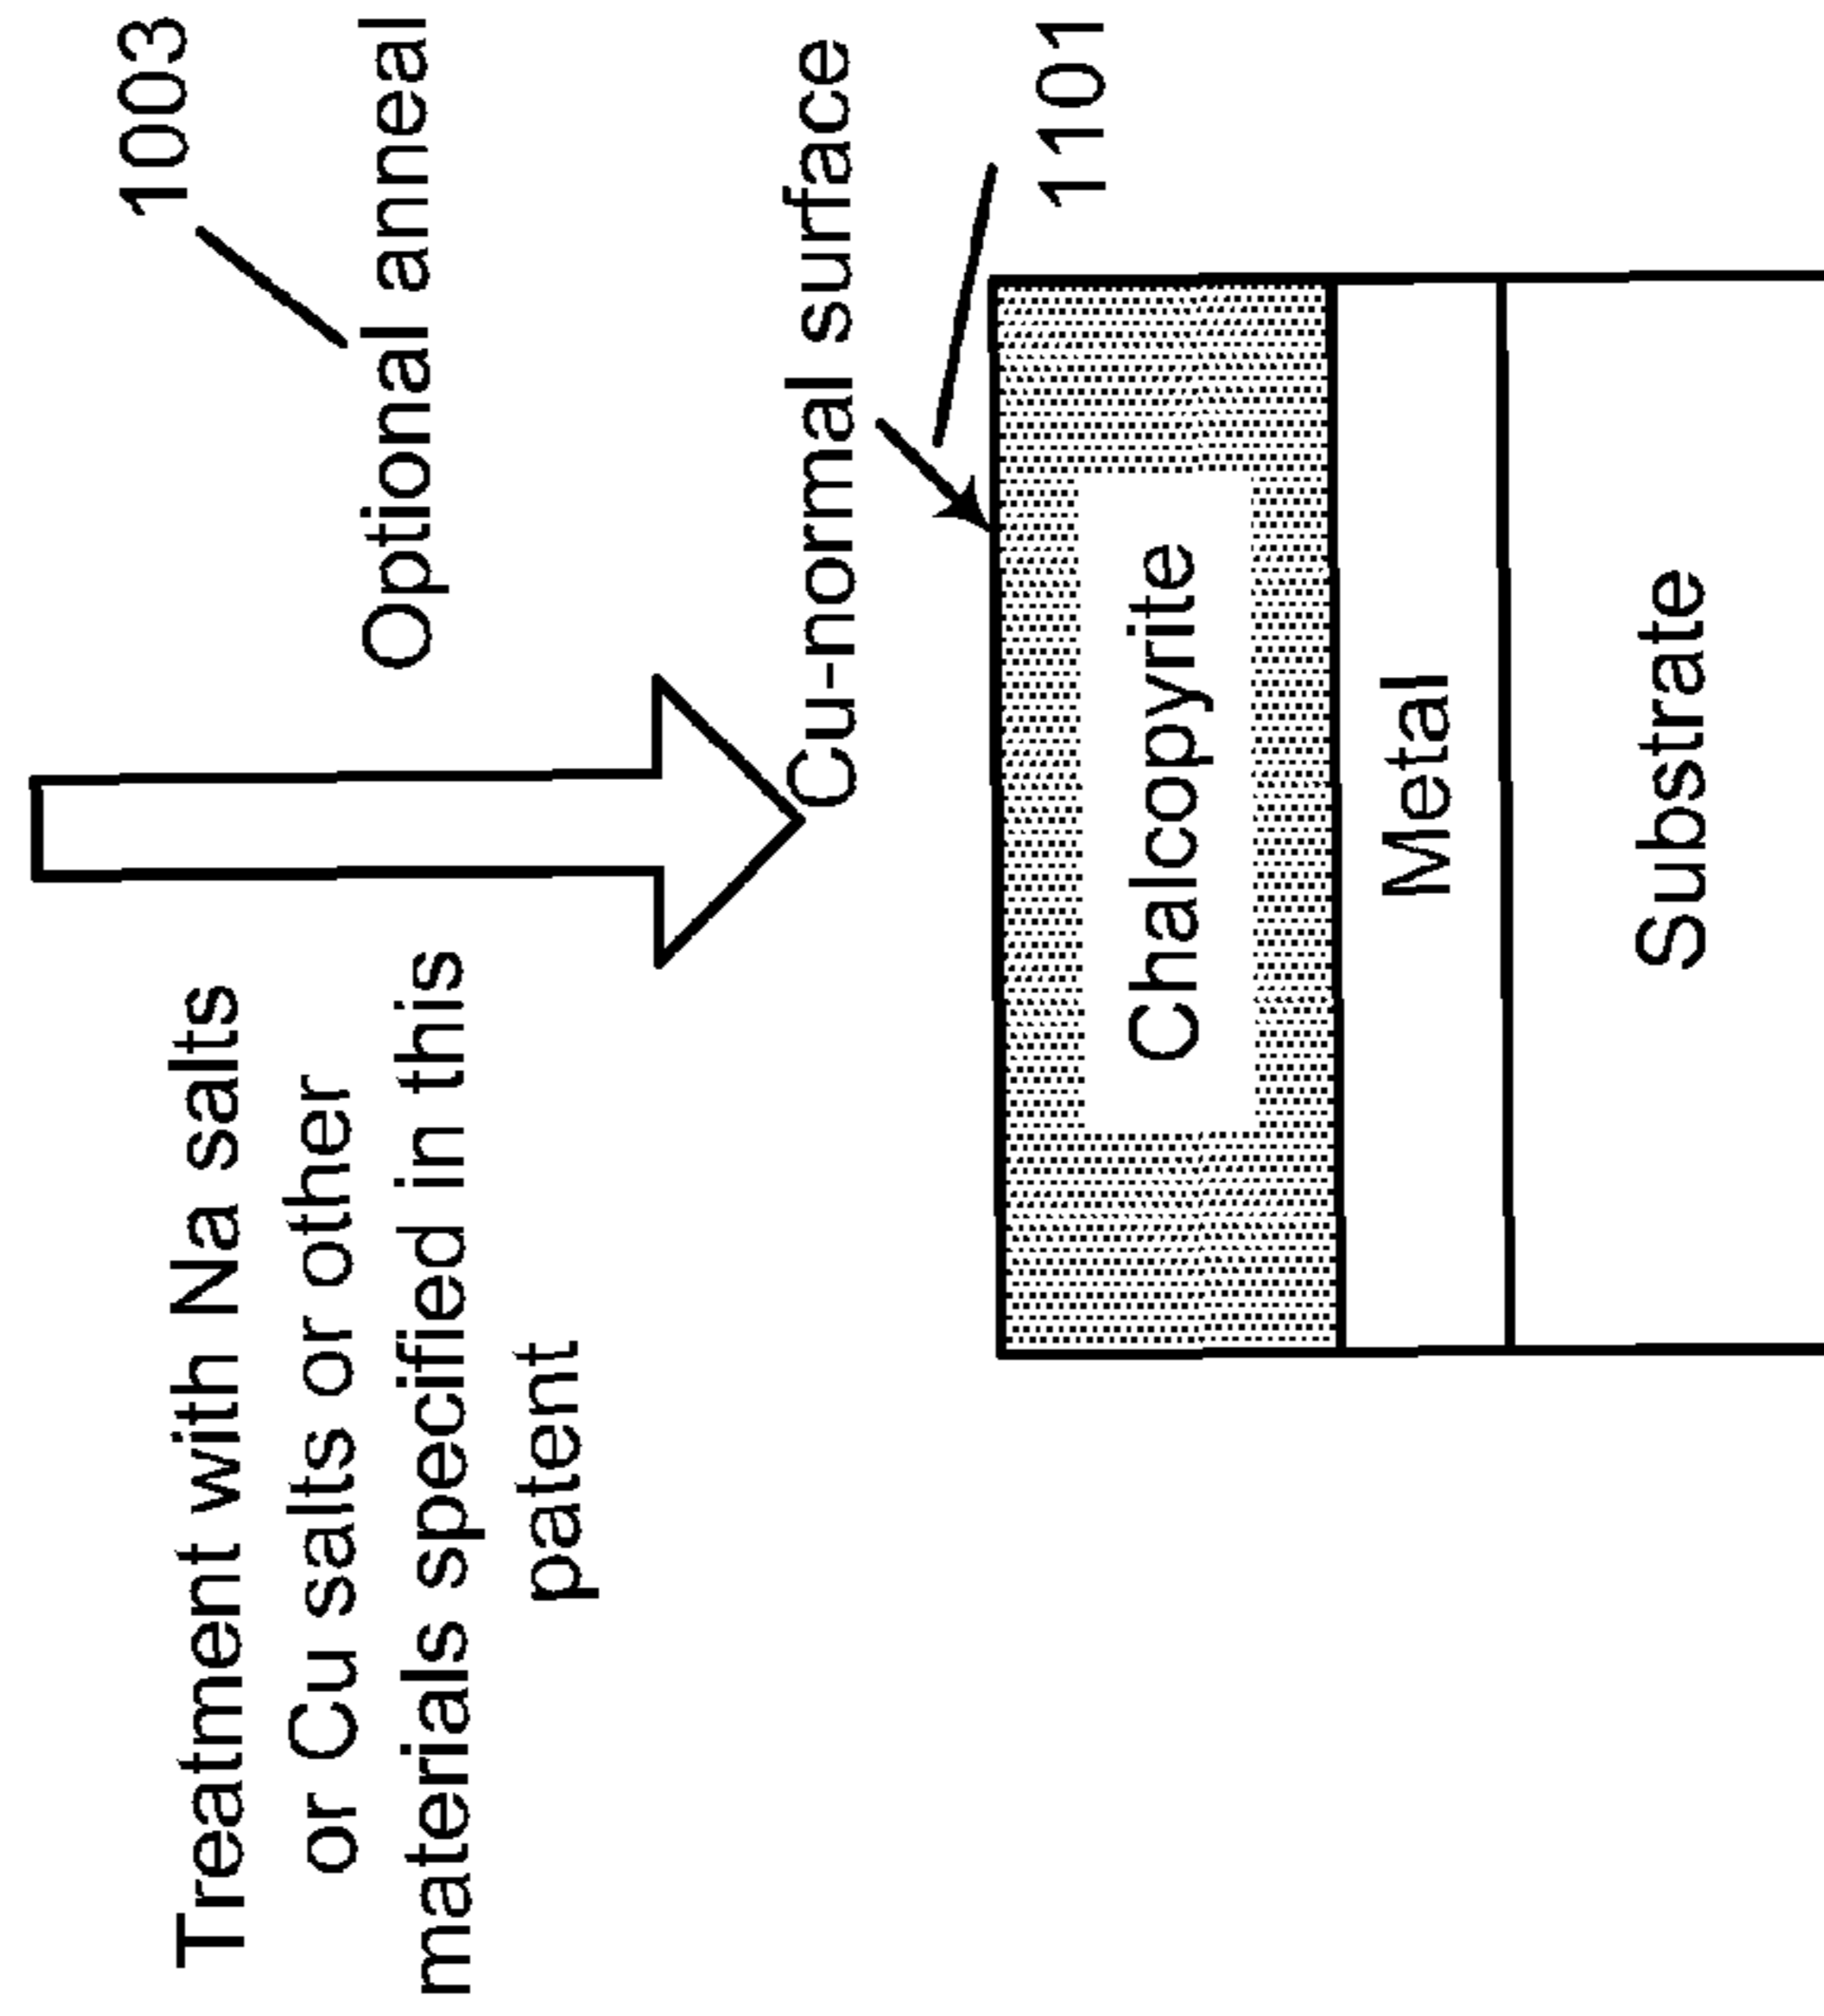 Treatment with Na salts
or Cu salts or other
materials specified in this
patent
1003
Optional anneal
Cu-normal surface
1101
Chalcopyrite
Metal
Substrate